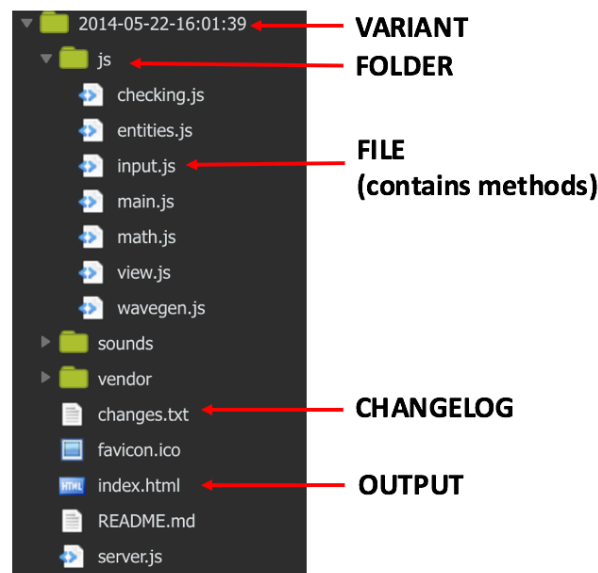 2014-05-22-16:01:39
VARIANT
js
FOLDER
checking.js
entities.js
input.js
FILE
(contains methods)
main.js
math.js
view.js
wavegen.js
sounds
vendor
changes.txt
CHANGELOG
favicon.ico
HTML
index.html
OUTPUT
README.md
server.js